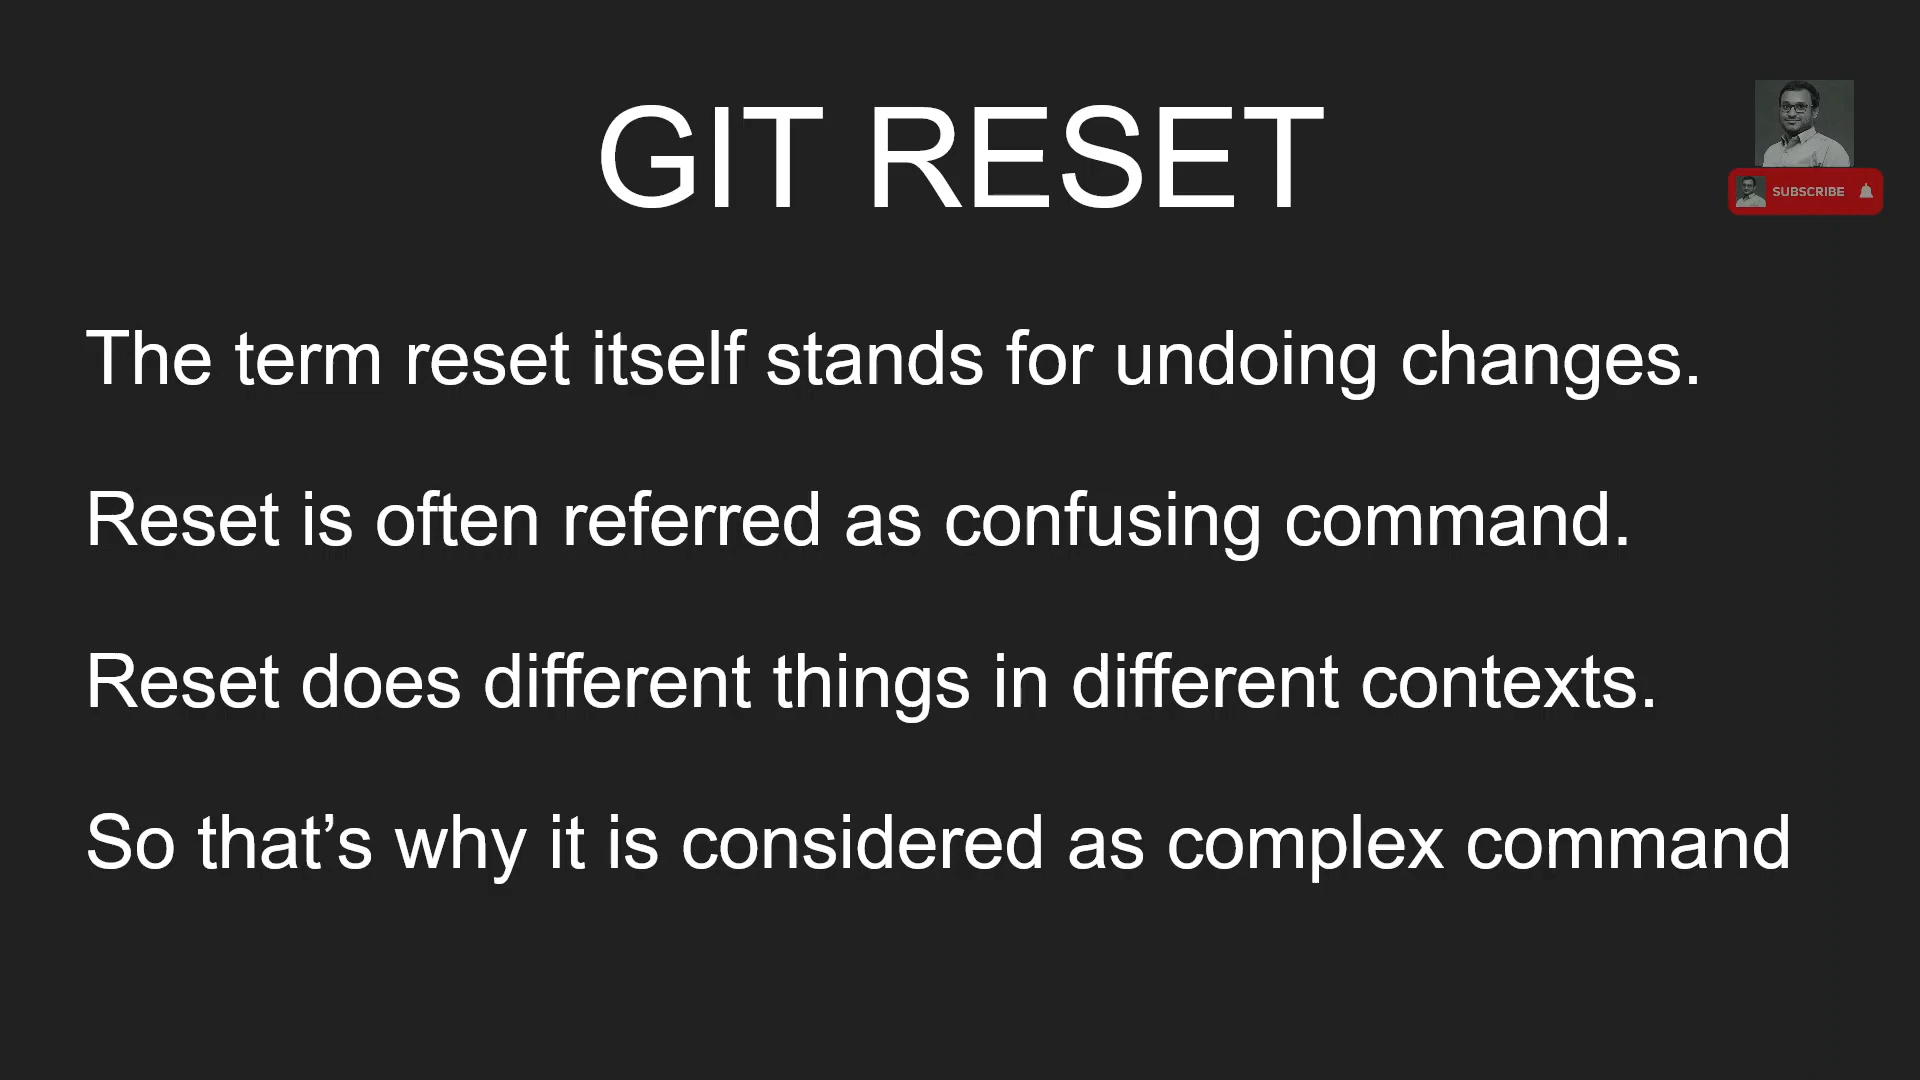 GIT RESET
SUBSCRIBE
The term reset itself stands for undoing changes.
Reset is often referred as confusing command.
Reset does different things in different contexts.
So that’s why it is considered as complex command